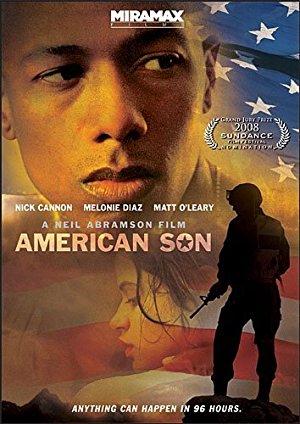 MIRAMAX
FILMS
GRAND JURY PRIZE
2008
SUNDANCE
FILM FESTIVAL
NOMINATION
NICK CANNON MELONIE DIAZ MATT O'LEARY
A NEIL ABRAMSON FILM
AMERICAN SON
ANYTHING CAN HAPPEN IN 96 HOURS.